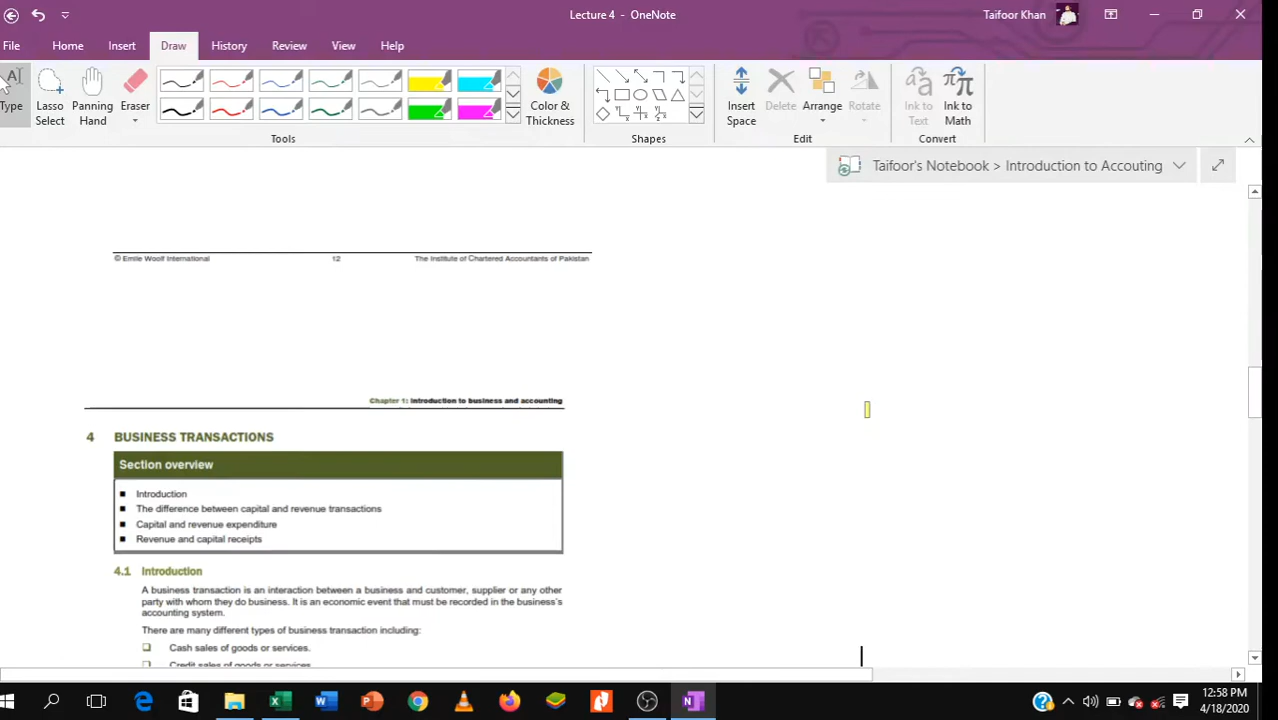 Lecture 4 - OneNote
Taifoor Khan
File Home Insert Draw History Review View Help
Type
Lasso Select
Panning Hand
Eraser
Color & Thickness
Insert Space
Delete
Arrange
Rotate
Ink to Text
Ink to Math
Tools
Shapes
Edit
Convert
Taifoor's Notebook > Introduction to Accouting
© Emile Woolf International 12 The Institute of Chartered Accountants of Pakistan
Chapter 1: Introduction to business and accounting
4 BUSINESS TRANSACTIONS
Section overview
■ Introduction
■ The difference between capital and revenue transactions
■ Capital and revenue expenditure
■ Revenue and capital receipts
4.1 Introduction
A business transaction is an interaction between a business and customer, supplier or any other
party with whom they do business. It is an economic event that must be recorded in the business's
accounting system.
There are many different types of business transaction including:
❑ Cash sales of goods or services.
❑ Credit sales of goods or services
12:58 PM
4/18/2020